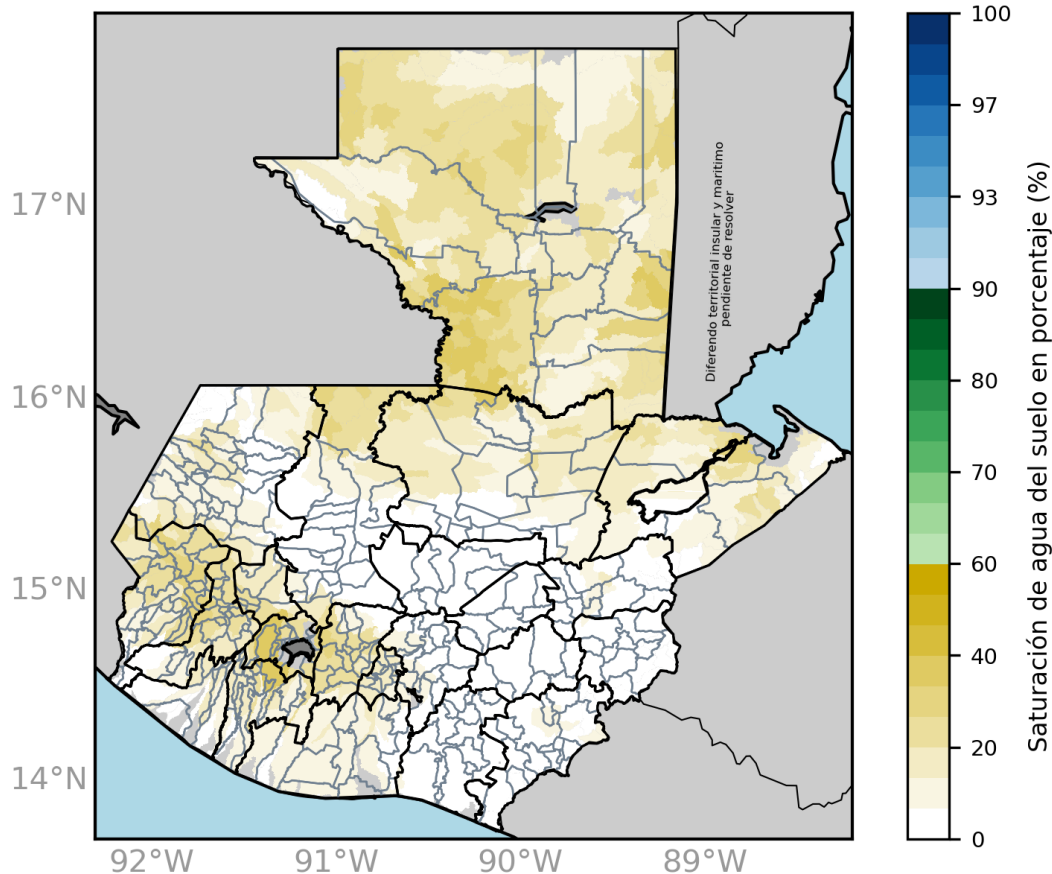 17°N
16°N
15°N
14°N
92°W
91°W
90°W
89°W
Diferendo territorial insular y maritimo
pendiente de resolver
100
97
93
90
80
70
60
40
20
0
Saturación de agua del suelo en porcentaje (%)